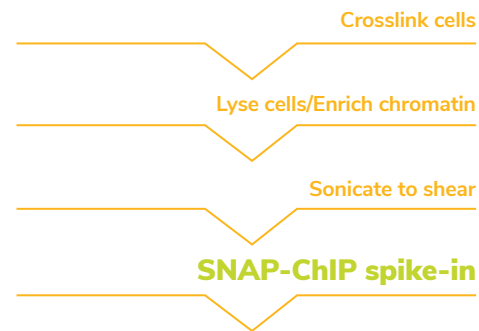 Crosslink cells
Lyse cells/Enrich chromatin
Sonicate to shear
SNAP-ChIP spike-in